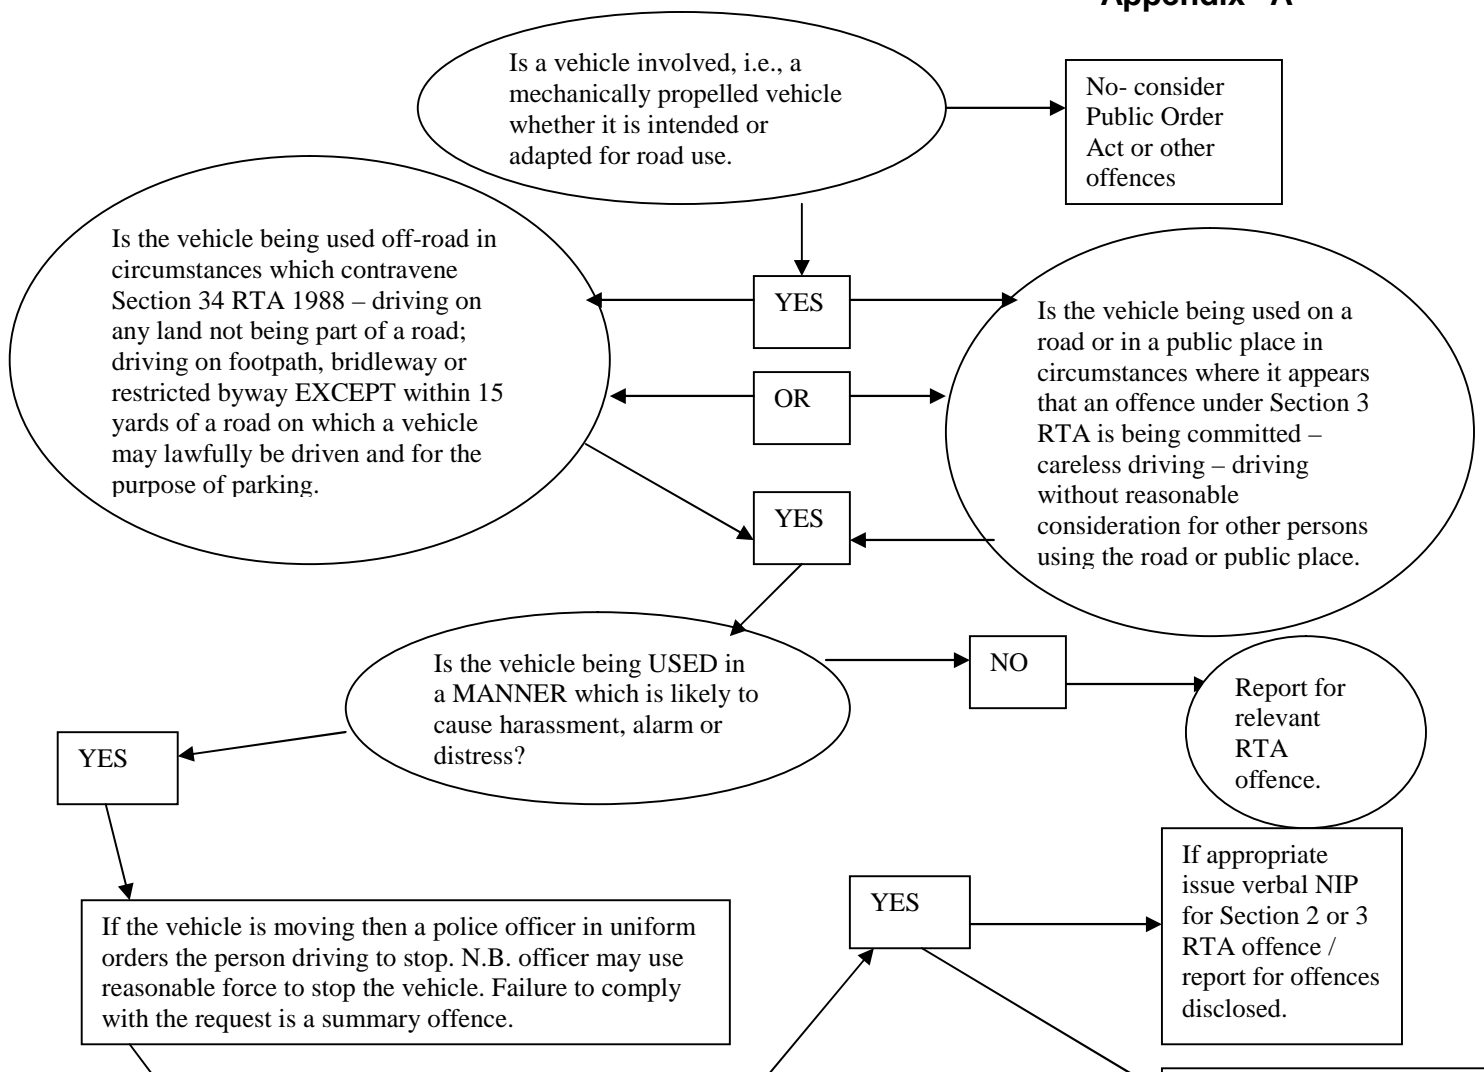 Appendix A
Is a vehicle involved, i.e., a
mechanically propelled vehicle
whether it is intended or
adapted for road use.
No- consider
Public Order
Act or other
offences
Is the vehicle being used off-road in
circumstances which contravene
Section 34 RTA 1988 – driving on
any land not being part of a road;
driving on footpath, bridleway or
restricted byway EXCEPT within 15
yards of a road on which a vehicle
may lawfully be driven and for the
purpose of parking.
YES
OR
YES
Is the vehicle being used on a
road or in a public place in
circumstances where it appears
that an offence under Section 3
RTA is being committed –
careless driving – driving
without reasonable
consideration for other persons
using the road or public place.
Is the vehicle being USED in
a MANNER which is likely to
cause harassment, alarm or
distress?
NO
Report for
relevant
RTA
offence.
YES
If the vehicle is moving then a police officer in uniform
orders the person driving to stop. N.B. officer may use
reasonable force to stop the vehicle. Failure to comply
with the request is a summary offence.
YES
If appropriate
issue verbal NIP
for Section 2 or 3
RTA offence /
report for offences
disclosed.